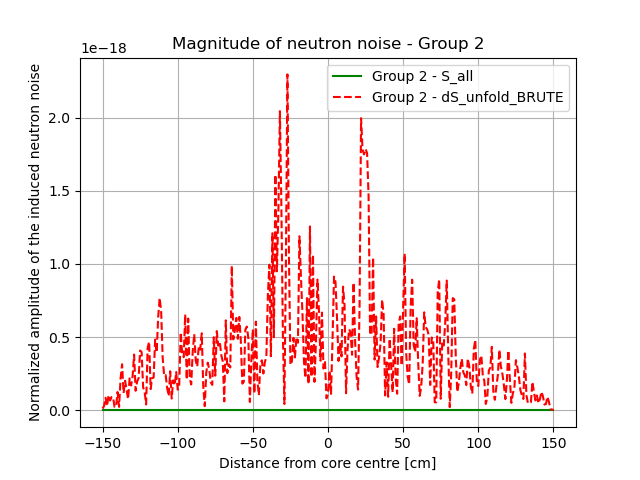 Magnitude of neutron noise - Group 2
1e−18
Group 2 - S_all
Group 2 - dS_unfold_BRUTE
Normalized amplitude of the induced neutron noise
2.0
1.5
1.0
0.5
0.0
−150 −100 −50 0 50 100 150
Distance from core centre [cm]